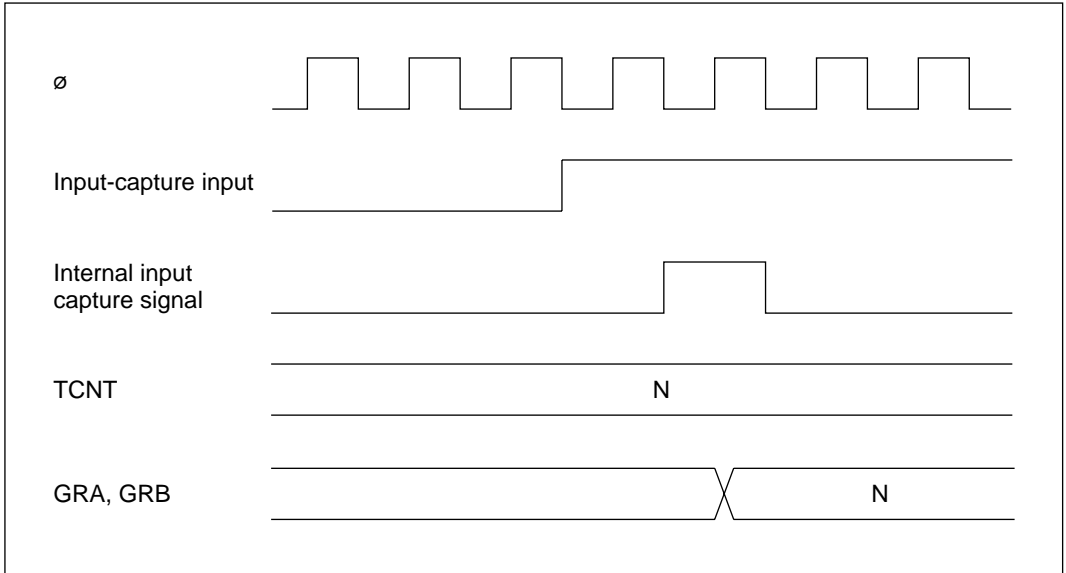 ø
Input-capture input
Internal input
capture signal
TCNT
N
GRA, GRB
N